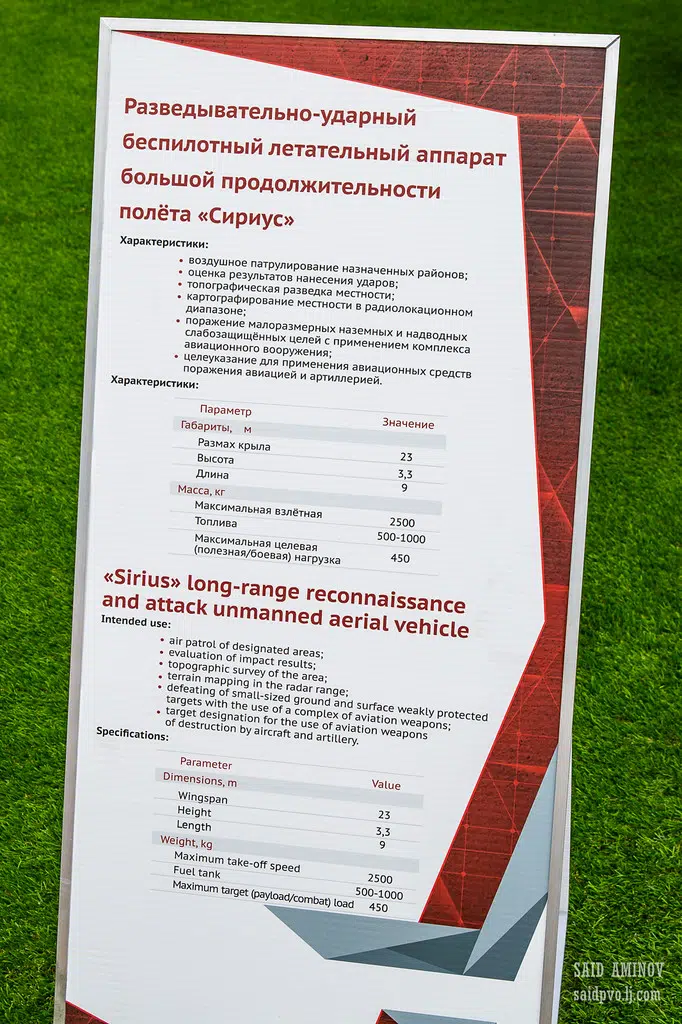 Разведывательно-ударный
беспилотный летательный аппарат
большой продолжительности
полёта «Сириус»
Характеристики:
• воздушное патрулирование назначенных районов;
• оценка результатов нанесения ударов;
• топографическая разведка местности;
• картографирование местности в радиолокационном
диапазоне;
• поражение малоразмерных наземных и надводных
слабозащищённых целей с применением комплекса
авиационного вооружения;
• целеуказание для применения авиационных средств
поражения авиацией и артиллерией.
Характеристики:
Параметр Значение
Габариты, м
Размах крыла 23
Высота 3,3
Длина 9
Масса, кг
Максимальная взлётная 2500
Топлива 500-1000
Максимальная целевая
(полезная/боевая) нагрузка 450
«Sirius» long-range reconnaissance
and attack unmanned aerial vehicle
Intended use:
• air patrol of designated areas;
• evaluation of impact results;
• topographic survey of the area;
• terrain mapping in the radar range;
• defeating of small-sized ground and surface weakly protected
targets with the use of a complex of aviation weapons;
• target designation for the use of aviation weapons
of destruction by aircraft and artillery.
Specifications:
Parameter Value
Dimensions, m
Wingspan 23
Height 3,3
Length 9
Weight, kg
Maximum take-off speed 2500
Fuel tank 500-1000
Maximum target (payload/combat) load 450
SAID AMINOV
saidpvo.lj.com